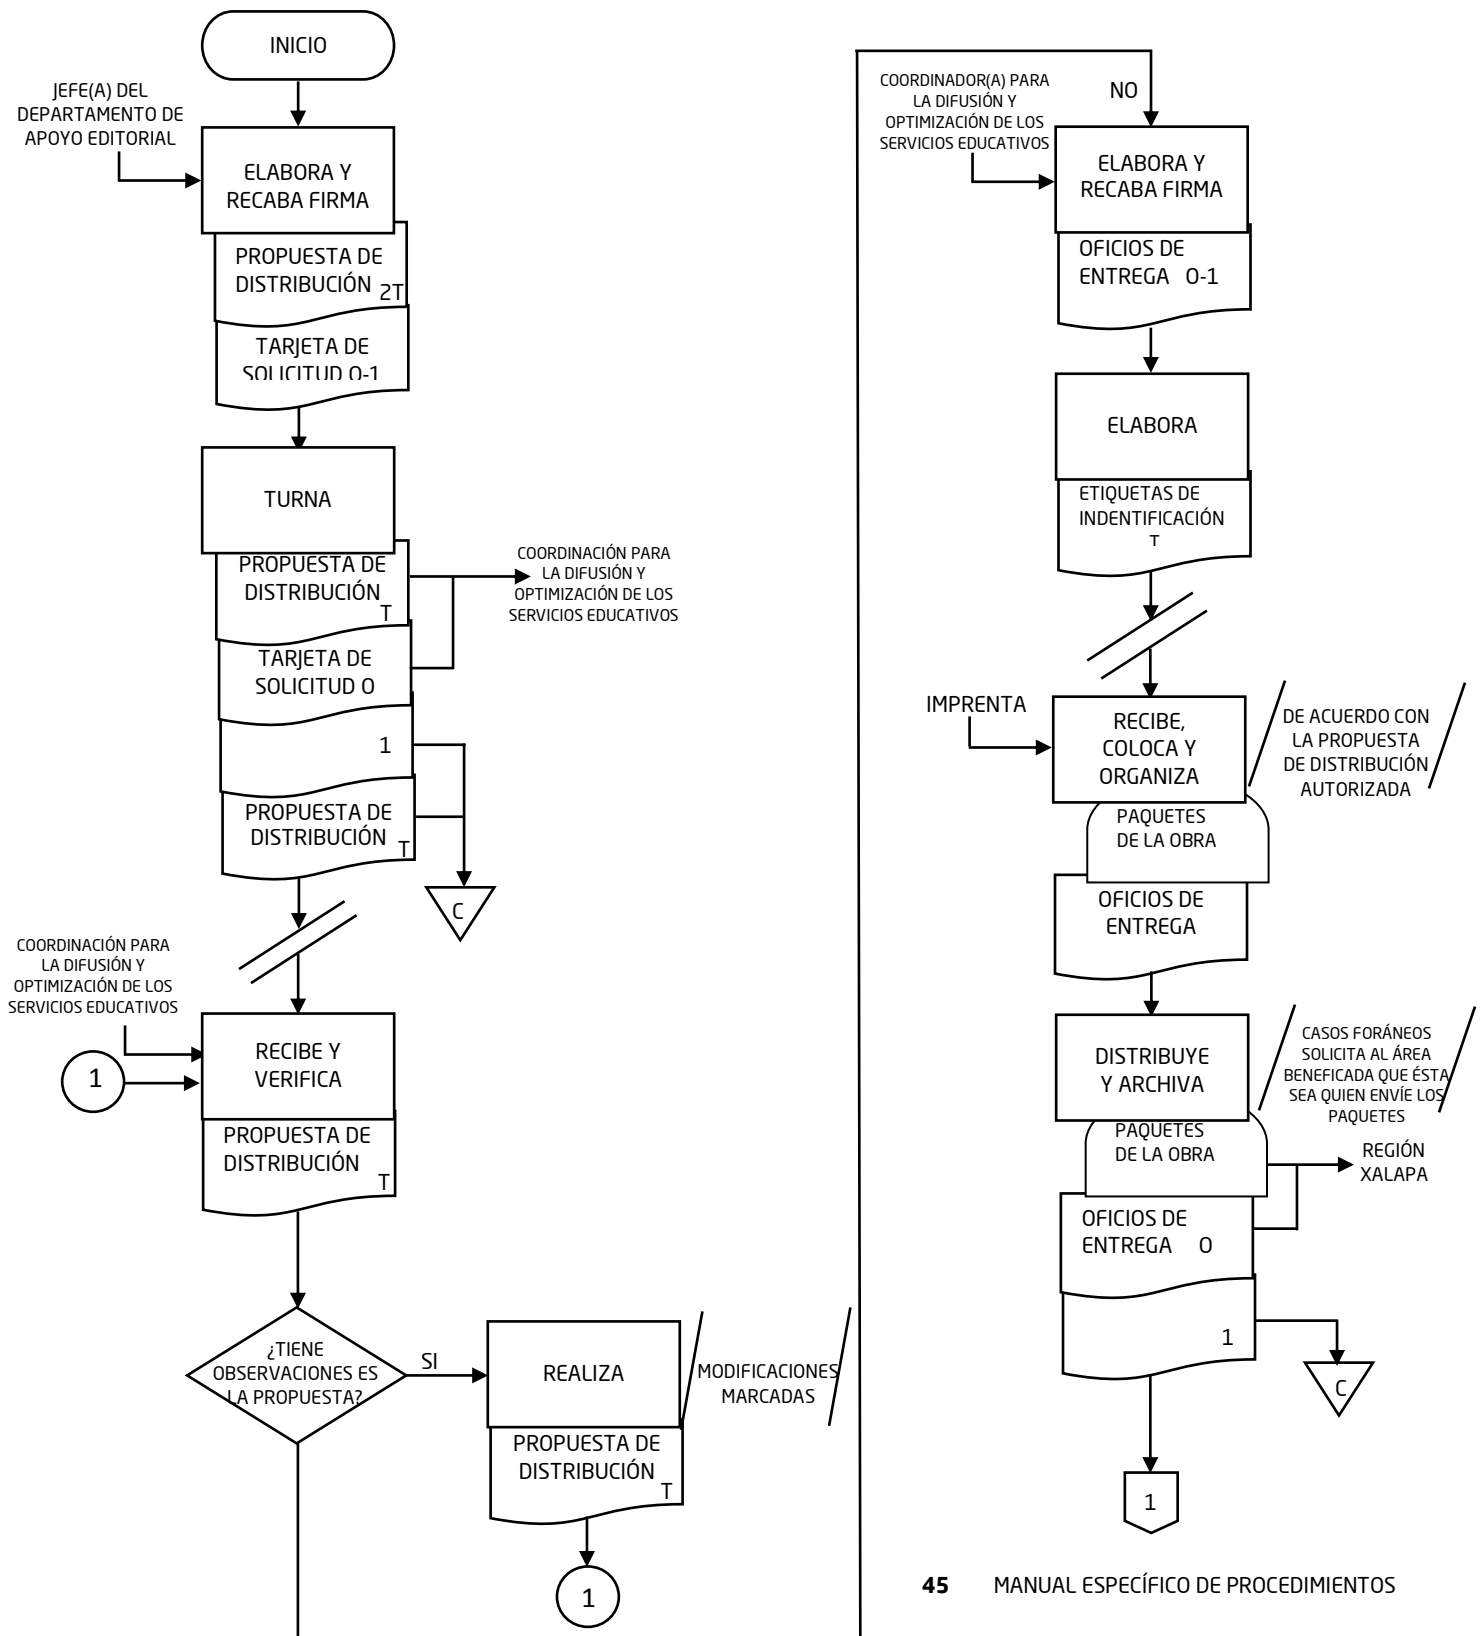 INICIO
JEFE(A) DEL
DEPARTAMENTO DE
APOYO EDITORIAL
ELABORA Y
RECABA FIRMA
PROPUESTA DE
DISTRIBUCIÓN 2T
TARJETA DE
SOLICITUD O-1
TURNA
PROPUESTA DE
DISTRIBUCIÓN
T
COORDINACIÓN PARA
LA DIFUSIÓN Y
OPTIMIZACIÓN DE LOS
SERVICIOS EDUCATIVOS
TARJETA DE
SOLICITUD O
1
PROPUESTA DE
DISTRIBUCIÓN
T
C
COORDINACIÓN PARA
LA DIFUSIÓN Y
OPTIMIZACIÓN DE LOS
SERVICIOS EDUCATIVOS
1
RECIBE Y
VERIFICA
PROPUESTA DE
DISTRIBUCIÓN
T
¿TIENE
OBSERVACIONES ES
LA PROPUESTA?
SI
REALIZA
MODIFICACIONES
MARCADAS
PROPUESTA DE
DISTRIBUCIÓN
T
1
NO
COORDINADOR(A) PARA
LA DIFUSIÓN Y
OPTIMIZACIÓN DE LOS
SERVICIOS EDUCATIVOS
ELABORA Y
RECABA FIRMA
OFICIOS DE
ENTREGA O-1
ELABORA
ETIQUETAS DE
INDENTIFICACIÓN
T
IMPRENTA
RECIBE,
COLOCA Y
ORGANIZA
DE ACUERDO CON
LA PROPUESTA
DE DISTRIBUCIÓN
AUTORIZADA
PAQUETES
DE LA OBRA
OFICIOS DE
ENTREGA
DISTRIBUYE
Y ARCHIVA
CASOS FORÁNEOS
SOLICITA AL ÁREA
BENEFICADA QUE ÉSTA
SEA QUIEN ENVÍE LOS
PAQUETES
PAQUETES
DE LA OBRA
REGIÓN
XALAPA
OFICIOS DE
ENTREGA O
1
C
1
45 MANUAL ESPECÍFICO DE PROCEDIMIENTOS